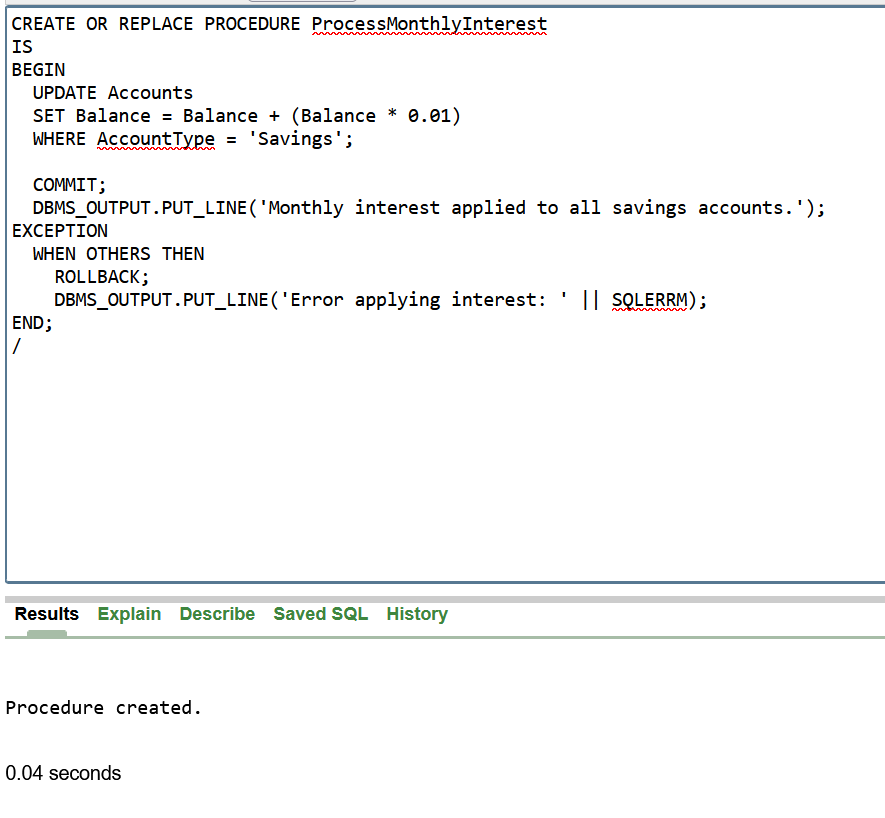 CREATE OR REPLACE PROCEDURE ProcessMonthlyInterest
IS
BEGIN
  UPDATE Accounts
  SET Balance = Balance + (Balance * 0.01)
  WHERE AccountType = 'Savings';

  COMMIT;
  DBMS_OUTPUT.PUT_LINE('Monthly interest applied to all savings accounts.');
EXCEPTION
  WHEN OTHERS THEN
    ROLLBACK;
    DBMS_OUTPUT.PUT_LINE('Error applying interest: ' || SQLERRM);
END;
/
Results Explain Describe Saved SQL History
Procedure created.
0.04 seconds